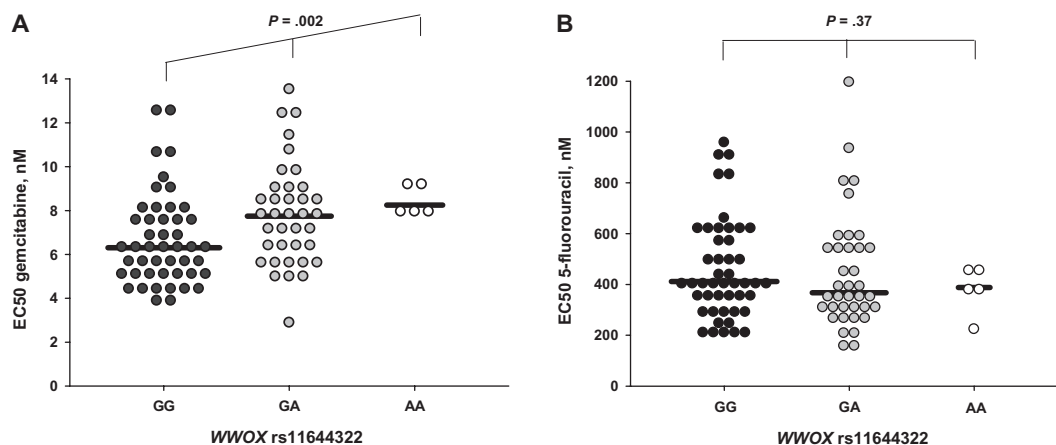 A
P = .002
EC50 gemcitabine, nM
14
12
10
8
6
4
2
0
GG GA AA
WWOX rs11644322
B
P = .37
EC50 5-fluorouracil, nM
1200
1000
800
600
400
200
0
GG GA AA
WWOX rs11644322